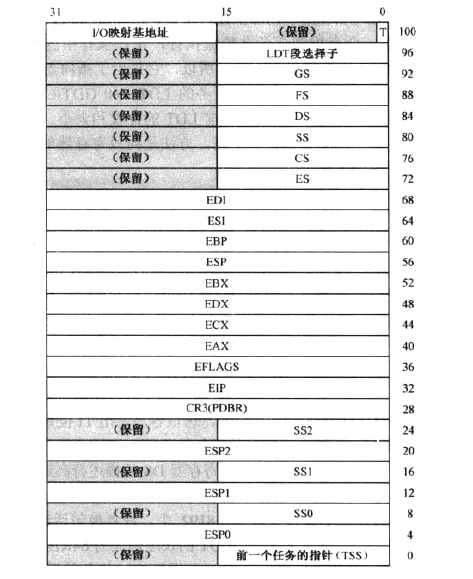 31 15 0
I/O映射基地址 (保留) T 100
(保留) LDT段选择子 96
(保留) GS 92
(保留) FS 88
(保留) DS 84
(保留) SS 80
(保留) CS 76
(保留) ES 72
EDI 68
ESI 64
EBP 60
ESP 56
EBX 52
EDX 48
ECX 44
EAX 40
EFLAGS 36
EIP 32
CR3(PDBR) 28
(保留) SS2 24
ESP2 20
(保留) SS1 16
ESP1 12
(保留) SS0 8
ESP0 4
(保留) 前一个任务的指针(TSS) 0